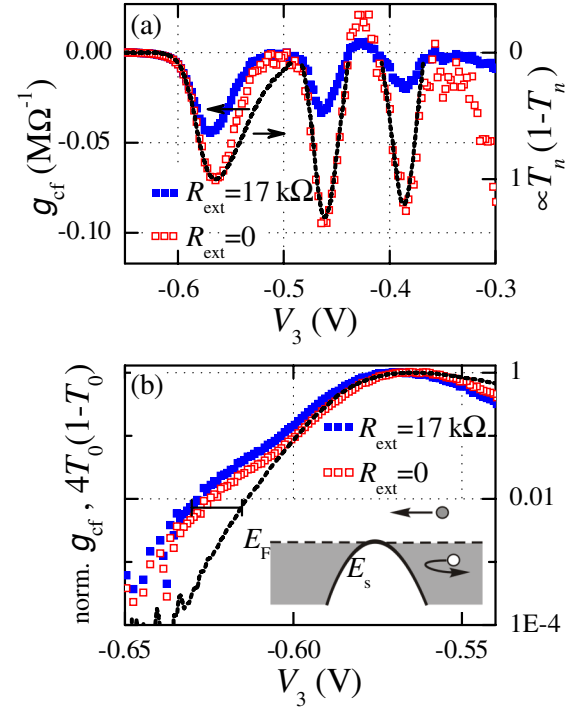 (a)
0.00
-0.05
-0.10
g_cf (MΩ⁻¹)
0
1
∝T_n (1-T_n)
R_ext=17 kΩ
R_ext=0
-0.6
-0.5
-0.4
-0.3
V_3 (V)
(b)
norm. g_cf , 4T_0(1-T_0)
1
0.01
1E-4
R_ext=17 kΩ
R_ext=0
E_F
E_s
-0.65
-0.60
-0.55
V_3 (V)